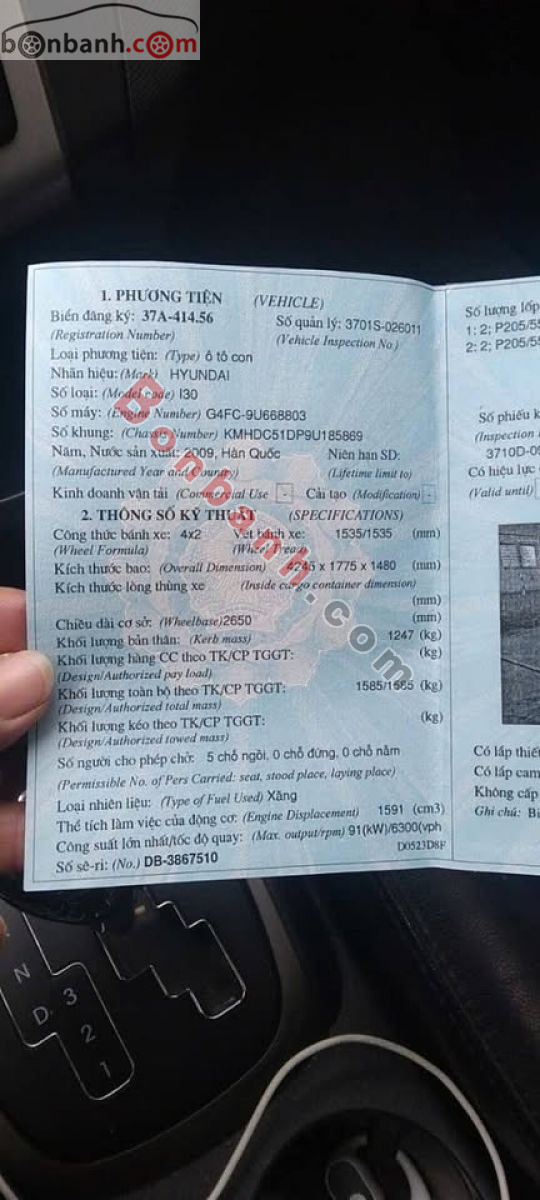 bonbanh.com
1. PHƯƠNG TIỆN (VEHICLE)
Biển đăng ký: 37A-414.56 Số quản lý: 3701S-026011
(Registration Number) (Vehicle Inspection No.)
Loại phương tiện: (Type) ô tô con
Nhãn hiệu: (Mark) HYUNDAI
Số loại: (Model code) I30
Số máy: (Engine Number) G4FC-9U668803
Số khung: (Chassis Number) KMHDC51DP9U185869
Năm, Nước sản xuất: 2009, Hàn Quốc Niên hạn SD:
(Manufactured Year and Country) (Lifetime limit to)
Kinh doanh vận tải (Commercial Use - Cải tạo (Modification) -
2. THÔNG SỐ KỸ THUẬT (SPECIFICATIONS)
Công thức bánh xe: 4x2 Vết bánh xe: 1535/1535 (mm)
(Wheel Formula) (Wheel Tread)
Kích thước bao: (Overall Dimension) 4245 x 1775 x 1480 (mm)
Kích thước lòng thùng xe (Inside cargo container dimension)
(mm)
Chiều dài cơ sở: (Wheelbase) 2650 (mm)
Khối lượng bản thân: (Kerb mass) 1247 (kg)
Khối lượng hàng CC theo TK/CP TGGT: (kg)
(Design/Authorized pay load)
Khối lượng toàn bộ theo TK/CP TGGT: 1585/1585 (kg)
(Design/Authorized total mass)
Khối lượng kéo theo TK/CP TGGT: (kg)
(Design/Authorized towed mass)
Số người cho phép chở: 5 chỗ ngồi, 0 chỗ đứng, 0 chỗ nằm
(Permissible No. of Pers Carried: seat, stood place, laying place)
Loại nhiên liệu: (Type of Fuel Used) Xăng
Thể tích làm việc của động cơ: (Engine Displacement) 1591 (cm3)
Công suất lớn nhất/tốc độ quay: (Max. output/rpm) 91(kW)/6300(vph
D0523D8F
Số sê-ri: (No.) DB-3867510
Số lượng lốp
1: 2; P205/55
2: 2; P205/55
Số phiếu k
(Inspection
3710D-0
Có hiệu lực
(Valid until)
Có lắp thiết
Có lắp cam
Không cấp
Ghi chú: Bi
Bonbanh.com
N
D 3
2
1